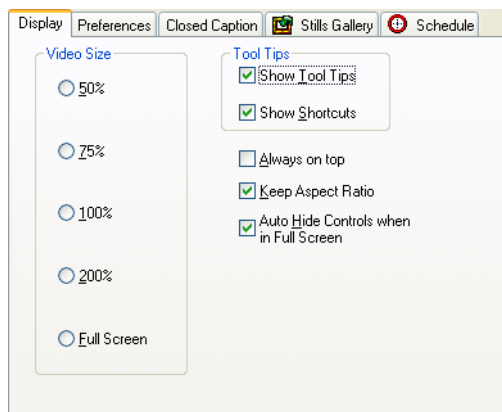 Display Preferences Closed Caption Stills Gallery Schedule
Video Size
50%
75%
100%
200%
Full Screen
Tool Tips
Show Tool Tips
Show Shortcuts
Always on top
Keep Aspect Ratio
Auto Hide Controls when
in Full Screen